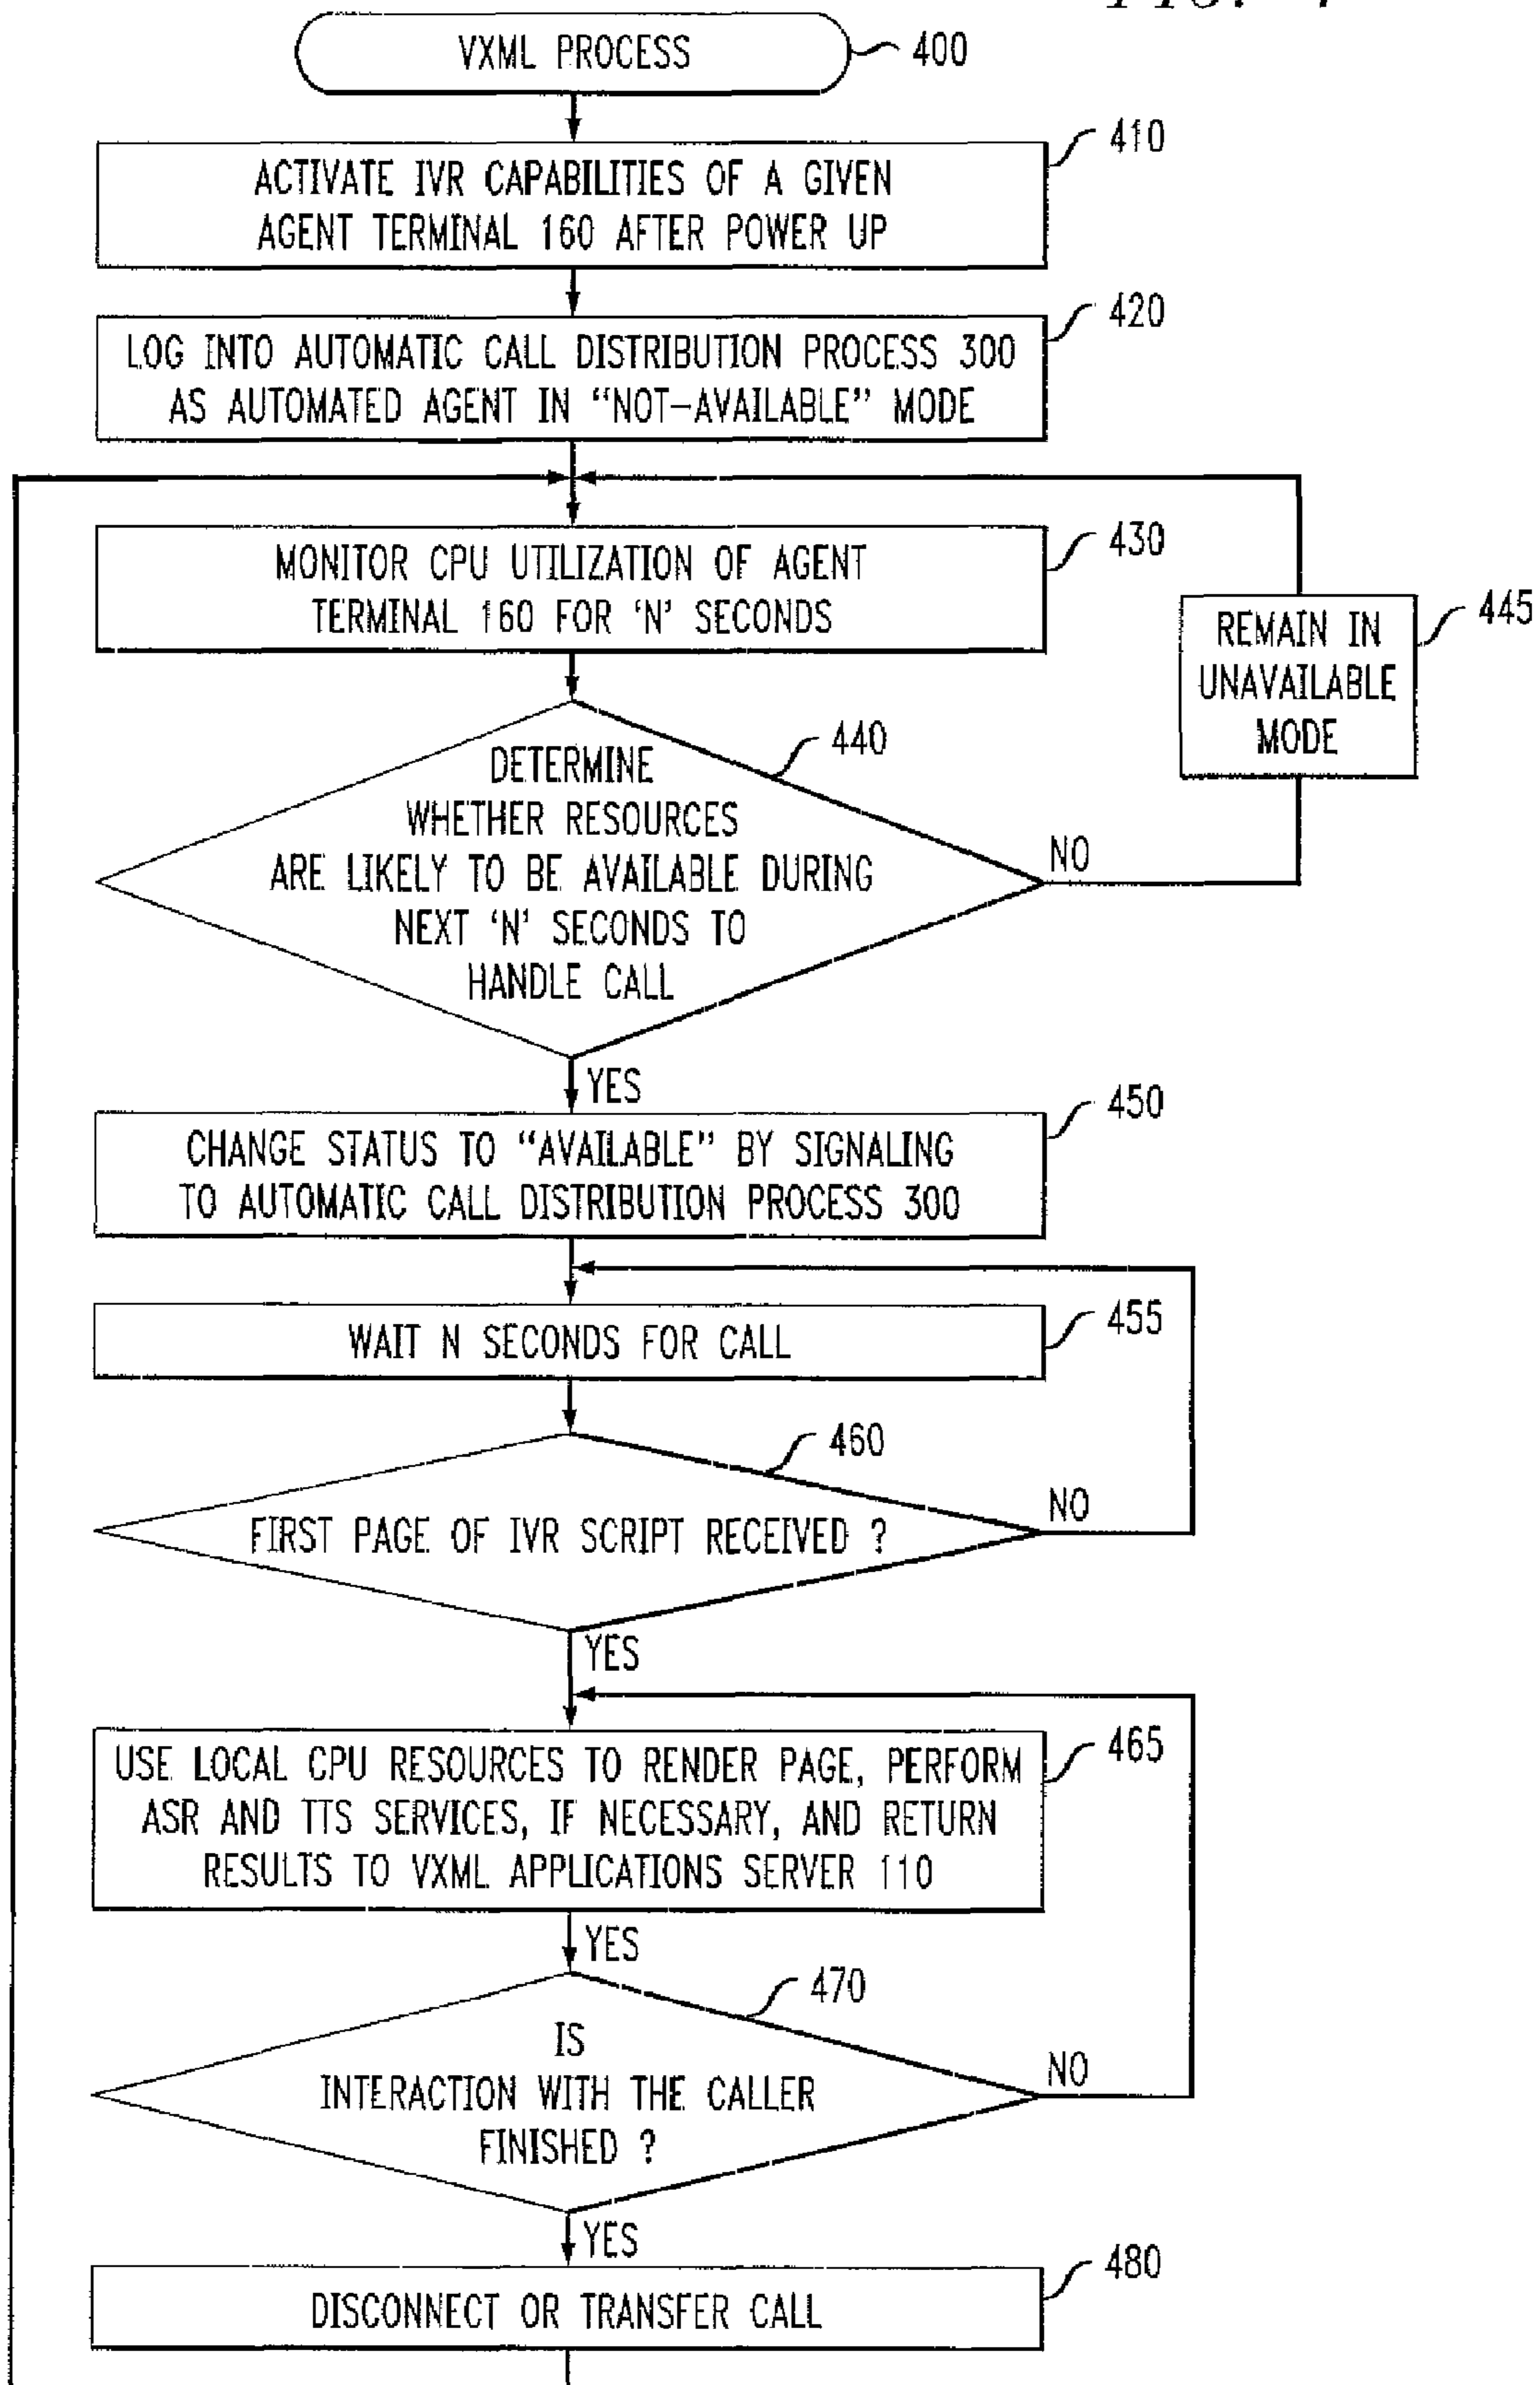 VXML PROCESS
400
410
ACTIVATE IVR CAPABILITIES OF A GIVEN
AGENT TERMINAL 160 AFTER POWER UP
420
LOG INTO AUTOMATIC CALL DISTRIBUTION PROCESS 300
AS AUTOMATED AGENT IN “NOT-AVAILABLE” MODE
430
MONITOR CPU UTILIZATION OF AGENT
TERMINAL 160 FOR ‘N’ SECONDS
445
REMAIN IN
UNAVAILABLE
MODE
440
DETERMINE
WHETHER RESOURCES
ARE LIKELY TO BE AVAILABLE DURING
NEXT ‘N’ SECONDS TO
HANDLE CALL
NO
YES
450
CHANGE STATUS TO “AVAILABLE” BY SIGNALING
TO AUTOMATIC CALL DISTRIBUTION PROCESS 300
455
WAIT N SECONDS FOR CALL
460
FIRST PAGE OF IVR SCRIPT RECEIVED ?
NO
YES
465
USE LOCAL CPU RESOURCES TO RENDER PAGE, PERFORM
ASR AND TTS SERVICES, IF NECESSARY, AND RETURN
RESULTS TO VXML APPLICATIONS SERVER 110
YES
470
IS
INTERACTION WITH THE CALLER
FINISHED ?
NO
YES
480
DISCONNECT OR TRANSFER CALL